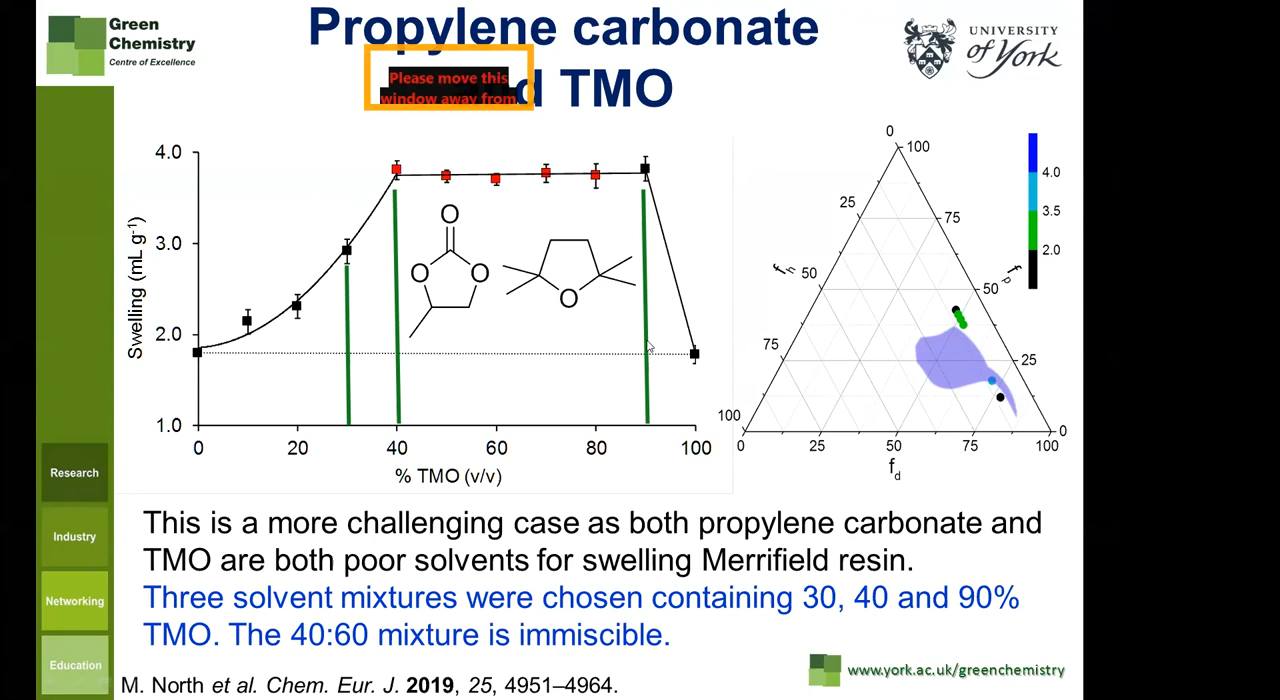 Green
Chemistry
Centre of Excellence
Propylene carbonate
d TMO
Please move this
window away from
UNIVERSITY
of York
4.0
3.0
2.0
1.0
Swelling (mL g⁻¹)
0
20
40
60
80
100
% TMO (v/v)
O
O
O
O
0
100
25
75
fh
50
fp
50
75
25
100
0
0
25
50
75
100
fd
4.0
3.5
2.0
Research
Industry
Networking
Education
This is a more challenging case as both propylene carbonate and
TMO are both poor solvents for swelling Merrifield resin.
Three solvent mixtures were chosen containing 30, 40 and 90%
TMO. The 40:60 mixture is immiscible.
www.york.ac.uk/greenchemistry
M. North et al. Chem. Eur. J. 2019, 25, 4951–4964.